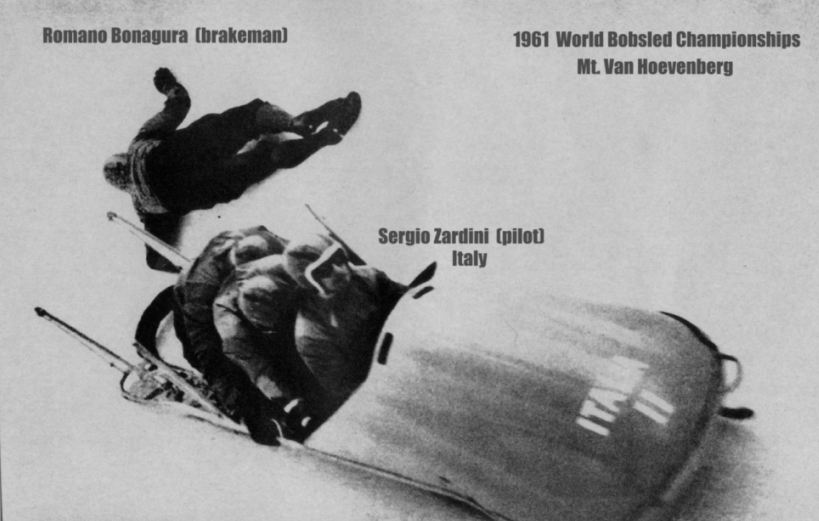 Romano Bonagura (brakeman)
1961 World Bobsled Championships
Mt. Van Hoevenberg
Sergio Zardini (pilot)
Italy
ITALIA
II